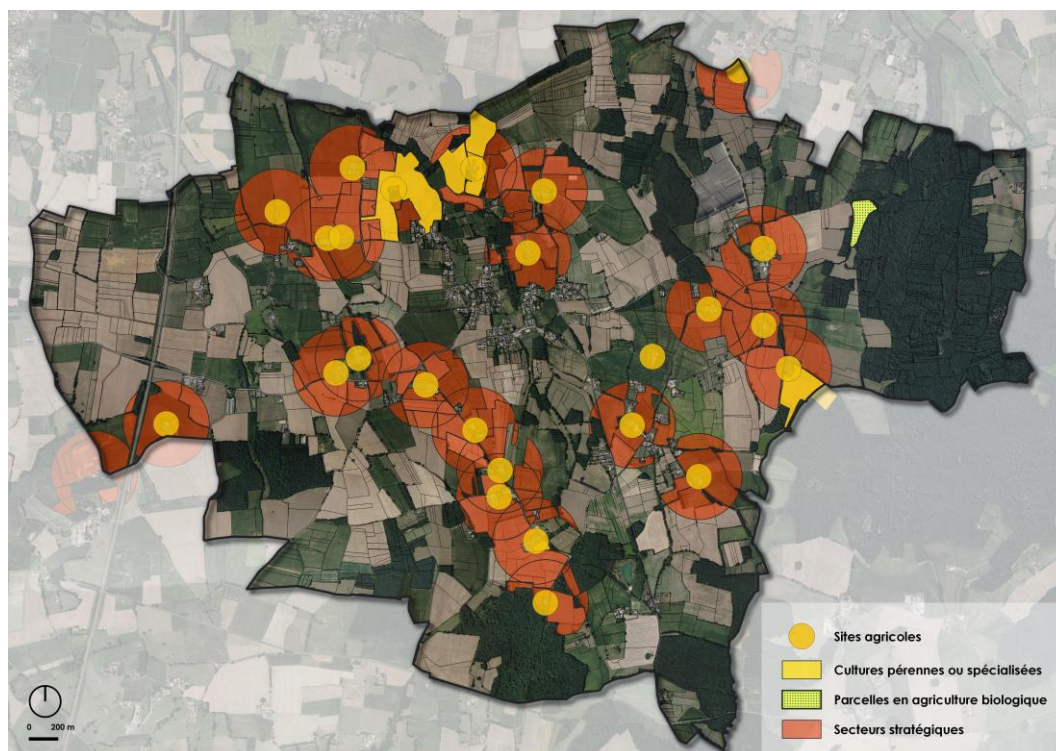 Sites agricoles
Cultures pérennes ou spécialisées
Parcelles en agriculture biologique
Secteurs stratégiques
0 200 m